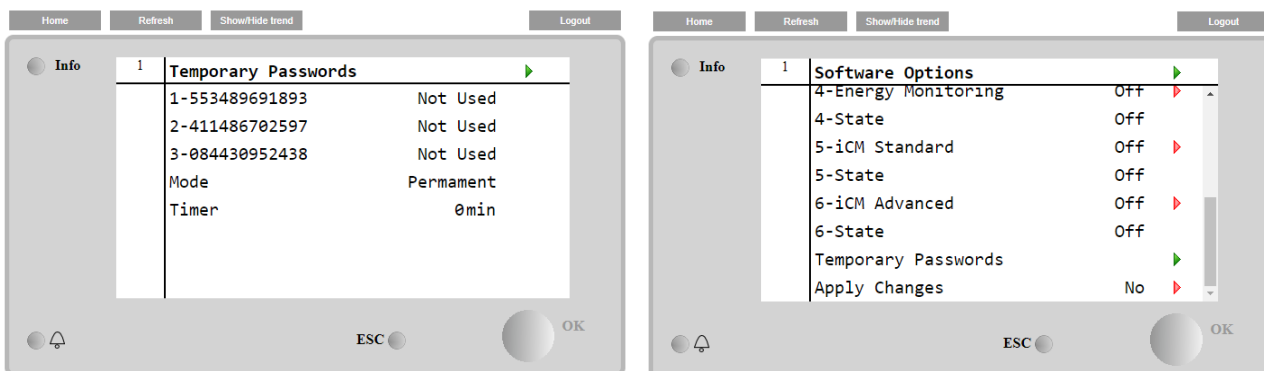 Home Refresh Show/Hide trend Logout
Info
1 Temporary Passwords
1-553489691893 Not Used
2-411486702597 Not Used
3-084430952438 Not Used
Mode Permament
Timer 0min
ESC OK
Home Refresh Show/Hide trend Logout
Info
1 Software Options
4-Energy Monitoring Off
4-State Off
5-iCM Standard Off
5-State Off
6-iCM Advanced Off
6-State Off
Temporary Passwords
Apply Changes No
ESC OK